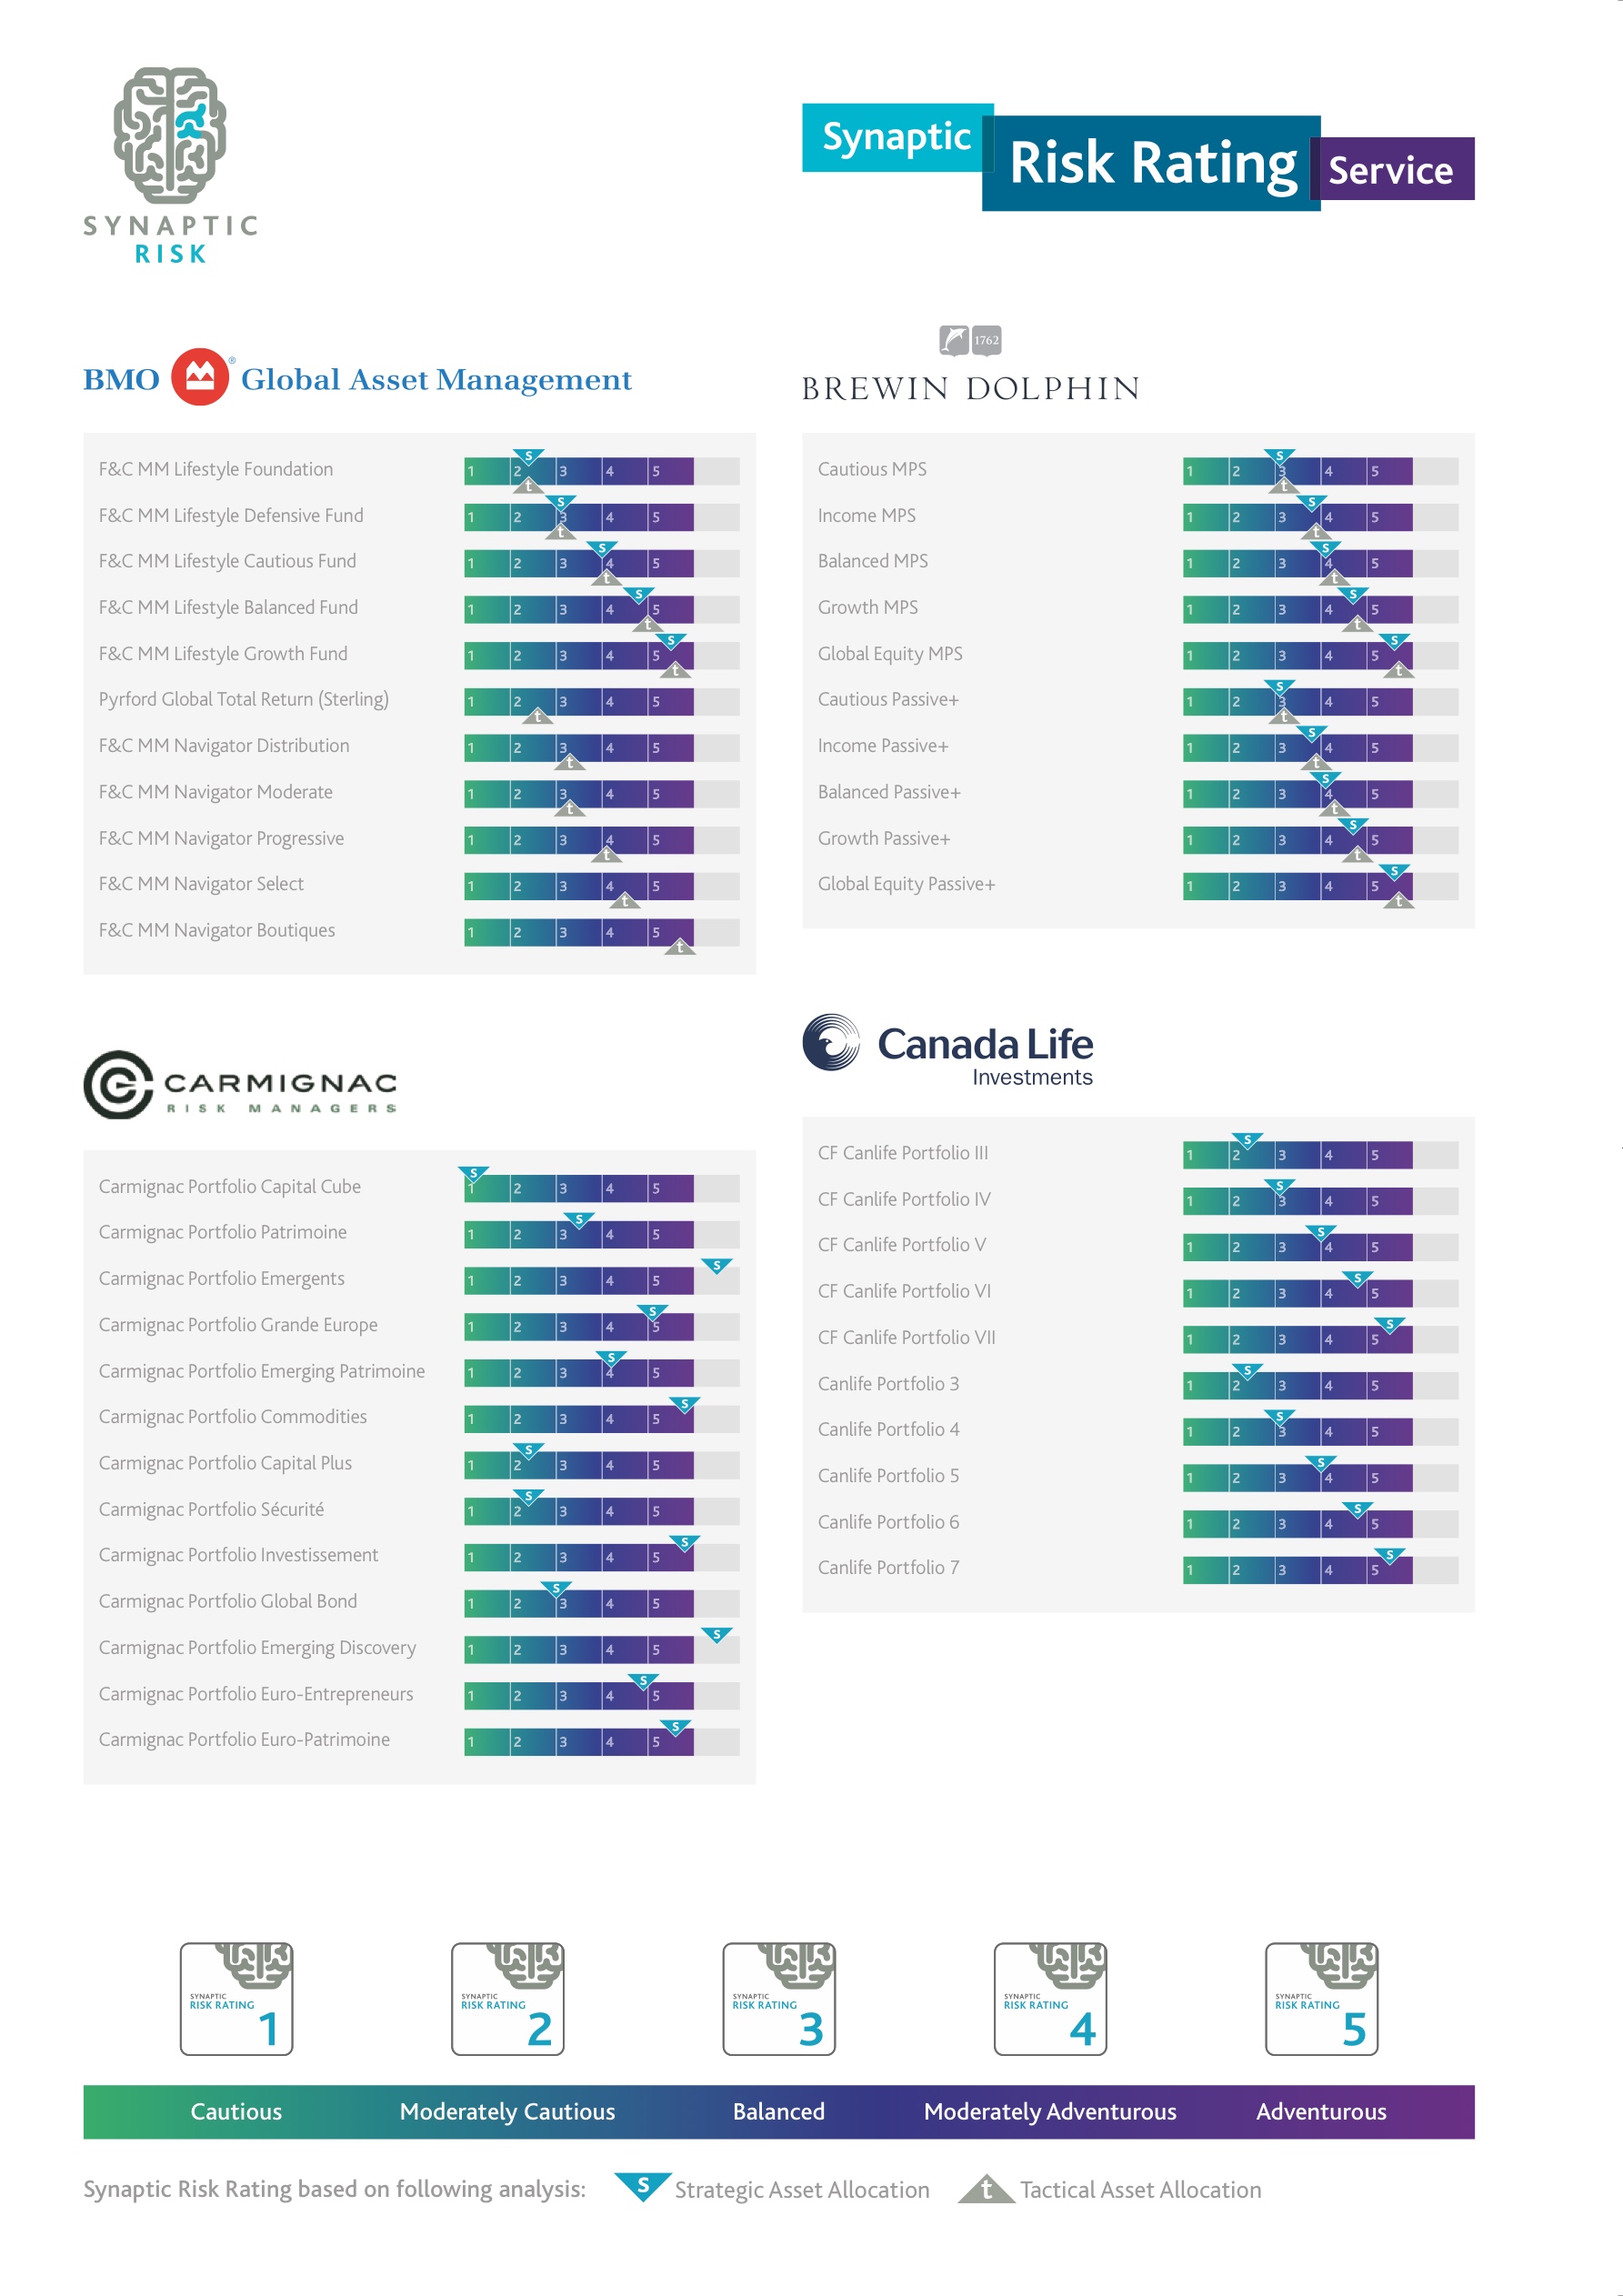 SYNAPTIC
RISK
Synaptic Risk Rating Service
BMO ® Global Asset Management
F&C MM Lifestyle Foundation 1 2 3 4 5 s t
F&C MM Lifestyle Defensive Fund 1 2 3 4 5 s t
F&C MM Lifestyle Cautious Fund 1 2 3 4 5 s t
F&C MM Lifestyle Balanced Fund 1 2 3 4 5 s t
F&C MM Lifestyle Growth Fund 1 2 3 4 5 s t
Pyrford Global Total Return (Sterling) 1 2 3 4 5 t
F&C MM Navigator Distribution 1 2 3 4 5 t
F&C MM Navigator Moderate 1 2 3 4 5 t
F&C MM Navigator Progressive 1 2 3 4 5 t
F&C MM Navigator Select 1 2 3 4 5 t
F&C MM Navigator Boutiques 1 2 3 4 5 t
1762
BREWIN DOLPHIN
Cautious MPS 1 2 3 4 5 s t
Income MPS 1 2 3 4 5 s t
Balanced MPS 1 2 3 4 5 s t
Growth MPS 1 2 3 4 5 s t
Global Equity MPS 1 2 3 4 5 s t
Cautious Passive+ 1 2 3 4 5 s t
Income Passive+ 1 2 3 4 5 s t
Balanced Passive+ 1 2 3 4 5 s t
Growth Passive+ 1 2 3 4 5 s t
Global Equity Passive+ 1 2 3 4 5 s t
CARMIGNAC
RISK MANAGERS
Carmignac Portfolio Capital Cube 1 2 3 4 5 s
Carmignac Portfolio Patrimoine 1 2 3 4 5 s
Carmignac Portfolio Emergents 1 2 3 4 5 s
Carmignac Portfolio Grande Europe 1 2 3 4 5 s
Carmignac Portfolio Emerging Patrimoine 1 2 3 4 5 s
Carmignac Portfolio Commodities 1 2 3 4 5 s
Carmignac Portfolio Capital Plus 1 2 3 4 5 s
Carmignac Portfolio Sécurité 1 2 3 4 5 s
Carmignac Portfolio Investissement 1 2 3 4 5 s
Carmignac Portfolio Global Bond 1 2 3 4 5 s
Carmignac Portfolio Emerging Discovery 1 2 3 4 5 s
Carmignac Portfolio Euro-Entrepreneurs 1 2 3 4 5 s
Carmignac Portfolio Euro-Patrimoine 1 2 3 4 5 s
Canada Life
Investments
CF Canlife Portfolio III 1 2 3 4 5 s
CF Canlife Portfolio IV 1 2 3 4 5 s
CF Canlife Portfolio V 1 2 3 4 5 s
CF Canlife Portfolio VI 1 2 3 4 5 s
CF Canlife Portfolio VII 1 2 3 4 5 s
Canlife Portfolio 3 1 2 3 4 5 s
Canlife Portfolio 4 1 2 3 4 5 s
Canlife Portfolio 5 1 2 3 4 5 s
Canlife Portfolio 6 1 2 3 4 5 s
Canlife Portfolio 7 1 2 3 4 5 s
SYNAPTIC
RISK RATING
1
SYNAPTIC
RISK RATING
2
SYNAPTIC
RISK RATING
3
SYNAPTIC
RISK RATING
4
SYNAPTIC
RISK RATING
5
Cautious Moderately Cautious Balanced Moderately Adventurous Adventurous
Synaptic Risk Rating based on following analysis: s Strategic Asset Allocation t Tactical Asset Allocation